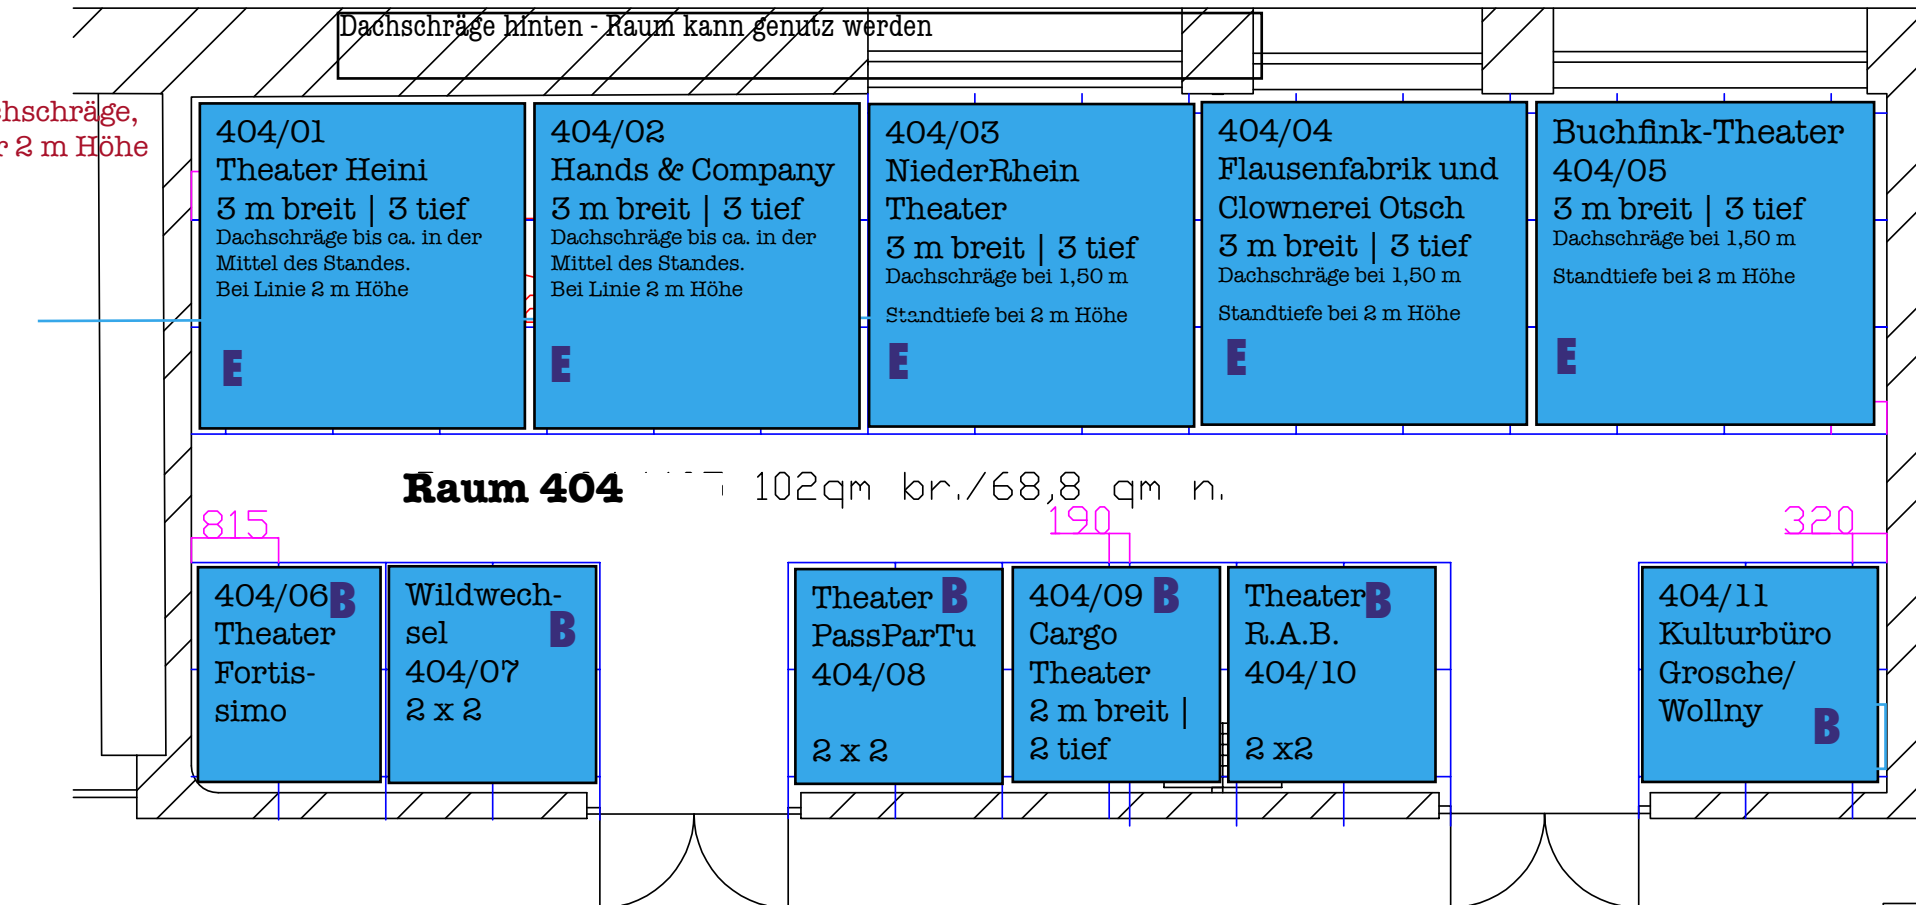 Dachschräge hinten - Raum kann genutz werden
chschräge,
r 2 m Höhe
404/01
Theater Heini
3 m breit | 3 tief
Dachschräge bis ca. in der
Mittel des Standes.
Bei Linie 2 m Höhe
E
404/02
Hands & Company
3 m breit | 3 tief
Dachschräge bis ca. in der
Mittel des Standes.
Bei Linie 2 m Höhe
E
404/03
NiederRhein
Theater
3 m breit | 3 tief
Dachschräge bei 1,50 m
Standtiefe bei 2 m Höhe
E
404/04
Flausenfabrik und
Clownerei Otsch
3 m breit | 3 tief
Dachschräge bei 1,50 m
Standtiefe bei 2 m Höhe
E
Buchfink-Theater
404/05
3 m breit | 3 tief
Dachschräge bei 1,50 m
Standtiefe bei 2 m Höhe
E
Raum 404 102qm br./68,8 qm n.
815
190
320
404/06 B
Theater
Fortis-
simo
Wildwech-
sel B
404/07
2 x 2
Theater B
PassParTu
404/08
2 x 2
404/09 B
Cargo
Theater
2 m breit |
2 tief
Theater B
R.A.B.
404/10
2 x2
404/11
Kulturbüro
Grosche/
Wollny
B